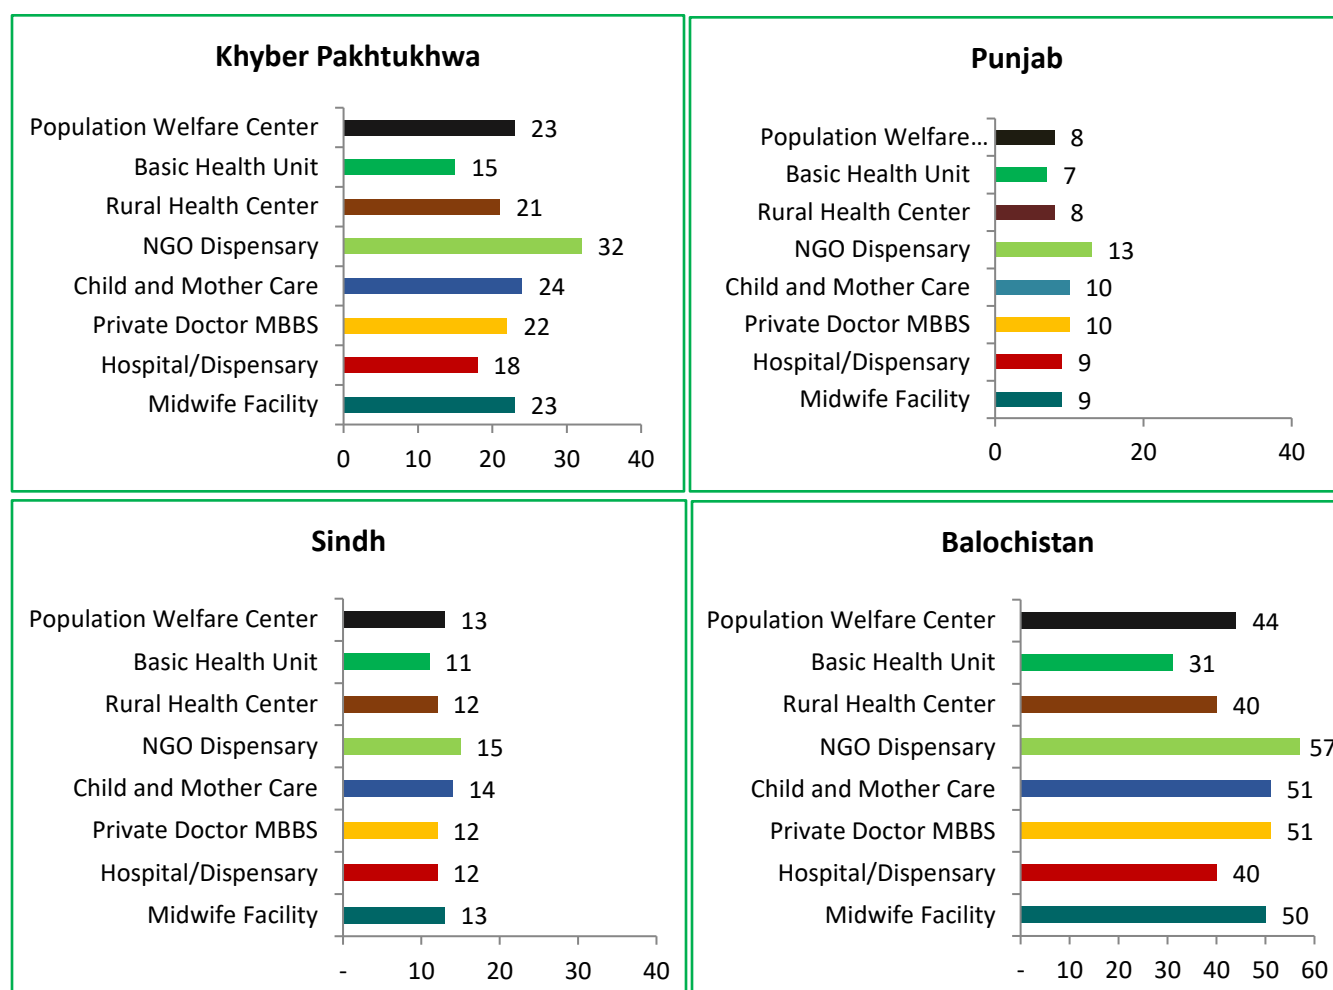 Khyber Pakhtukhwa
Population Welfare Center 23
Basic Health Unit 15
Rural Health Center 21
NGO Dispensary 32
Child and Mother Care 24
Private Doctor MBBS 22
Hospital/Dispensary 18
Midwife Facility 23
0 10 20 30 40
Punjab
Population Welfare... 8
Basic Health Unit 7
Rural Health Center 8
NGO Dispensary 13
Child and Mother Care 10
Private Doctor MBBS 10
Hospital/Dispensary 9
Midwife Facility 9
0 20 40
Sindh
Population Welfare Center 13
Basic Health Unit 11
Rural Health Center 12
NGO Dispensary 15
Child and Mother Care 14
Private Doctor MBBS 12
Hospital/Dispensary 12
Midwife Facility 13
- 10 20 30 40
Balochistan
Population Welfare Center 44
Basic Health Unit 31
Rural Health Center 40
NGO Dispensary 57
Child and Mother Care 51
Private Doctor MBBS 51
Hospital/Dispensary 40
Midwife Facility 50
- 10 20 30 40 50 60